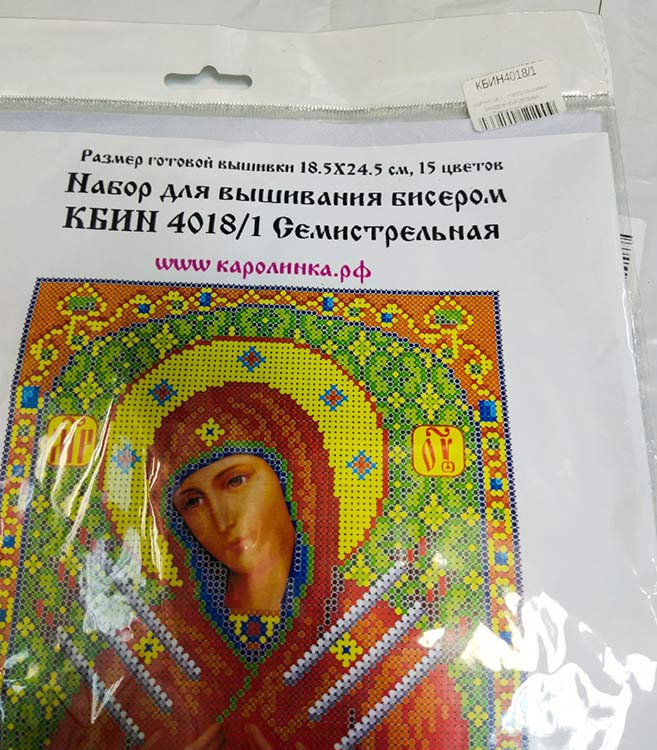 КБИН4018/1
Размер готовой вышивки 18.5X24.5 см, 15 цветов
Набор для вышивания бисером
КБИН 4018/1 Семистрельная
www каролинка.рф